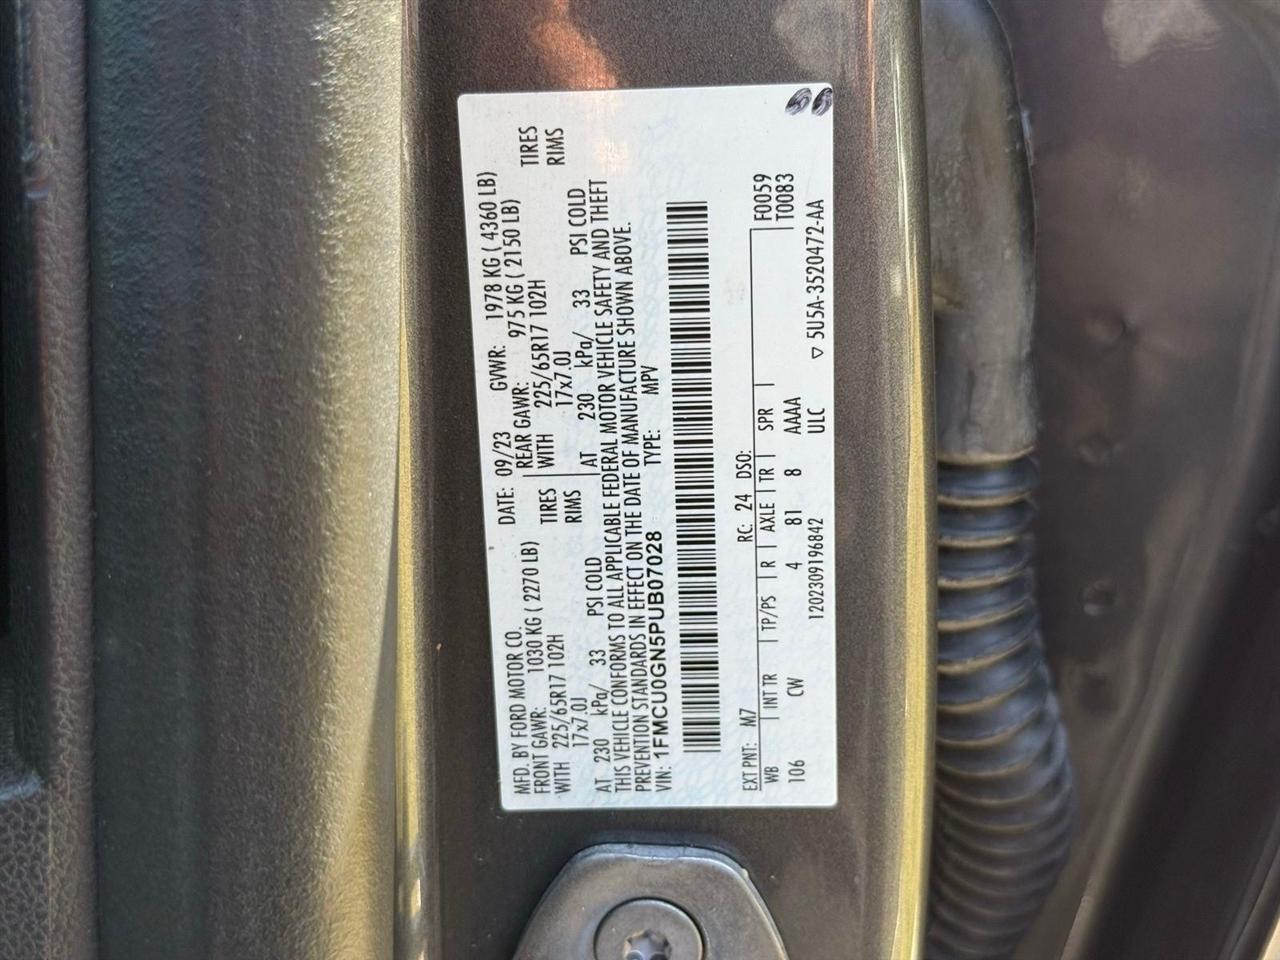 MFD. BY FORD MOTOR CO.
DATE: 09/23 GVWR: 1978 KG ( 4360 LB)
FRONT GAWR: 1030 KG ( 2270 LB)
REAR GAWR: 975 KG ( 2150 LB)
WITH 225/65R17 102H TIRES
WITH 225/65R17 102H TIRES
17x7.0J RIMS
17x7.0J RIMS
AT 230 kPa/ 33 PSI COLD
AT 230 kPa/ 33 PSI COLD
THIS VEHICLE CONFORMS TO ALL APPLICABLE FEDERAL MOTOR VEHICLE SAFETY AND THEFT
PREVENTION STANDARDS IN EFFECT ON THE DATE OF MANUFACTURE SHOWN ABOVE.
VIN: 1FMCU0GN5PUB07028 TYPE: MPV
EXT PNT: M7 RC: 24 DSO: F0059
WB INT TR TP/PS R AXLE TR SPR T0083
106 CW 4 81 8 AAAA
1202309196842 ULC ▽ 5U5A-3520472-AA